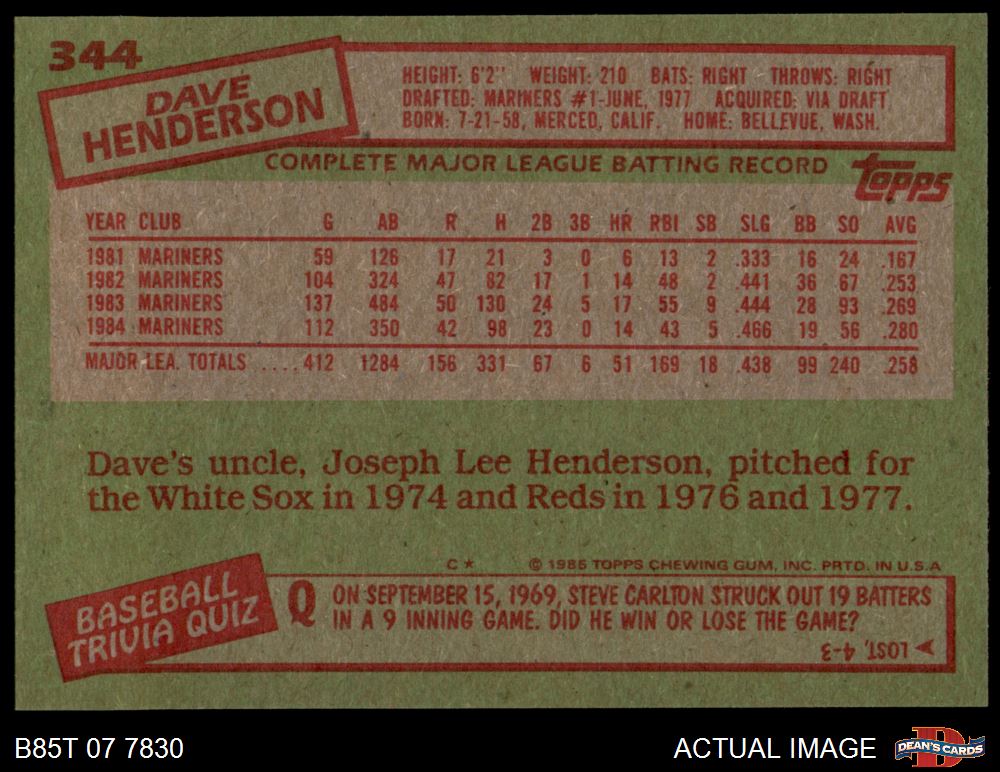 344
DAVE
HENDERSON
HEIGHT: 6'2" WEIGHT: 210 BATS: RIGHT THROWS: RIGHT
DRAFTED: MARINERS #1-JUNE, 1977 ACQUIRED: VIA DRAFT
BORN: 7-21-58, MERCED, CALIF. HOME: BELLEVUE, WASH.
COMPLETE MAJOR LEAGUE BATTING RECORD
topps
YEAR CLUB G AB R H 2B 3B HR RBI SB SLG BB SO AVG
1981 MARINERS 59 126 17 21 3 0 6 13 2 .333 16 24 .167
1982 MARINERS 104 324 47 82 17 1 14 48 2 .441 36 67 .253
1983 MARINERS 137 484 50 130 24 5 17 55 9 .444 28 93 .269
1984 MARINERS 112 350 42 98 23 0 14 43 5 .466 19 56 .280
MAJOR LEA. TOTALS ....412 1284 156 331 67 6 51 169 18 .438 99 240 .258
Dave's uncle, Joseph Lee Henderson, pitched for
the White Sox in 1974 and Reds in 1976 and 1977.
C★ © 1985 TOPPS CHEWING GUM, INC. PRTD. IN U.S.A
BASEBALL
TRIVIA QUIZ
Q ON SEPTEMBER 15, 1969, STEVE CARLTON STRUCK OUT 19 BATTERS
IN A 9 INNING GAME. DID HE WIN OR LOSE THE GAME?
LOST, 4-3
B85T 07 7830
ACTUAL IMAGE
D
DEAN'S CARDS